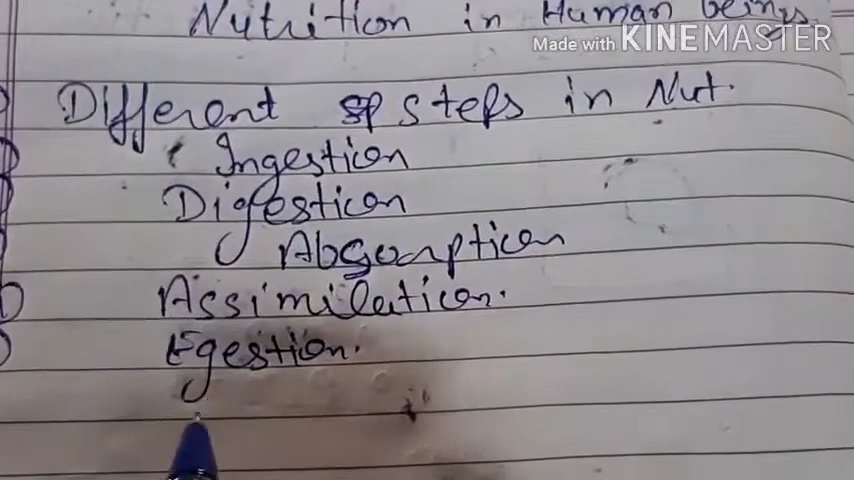 Nutrition in Human beings
Made with KINEMASTER
Different sp steps in Nut.
Ingestion
Digestion
Absorption
Assimilation.
Egestion.